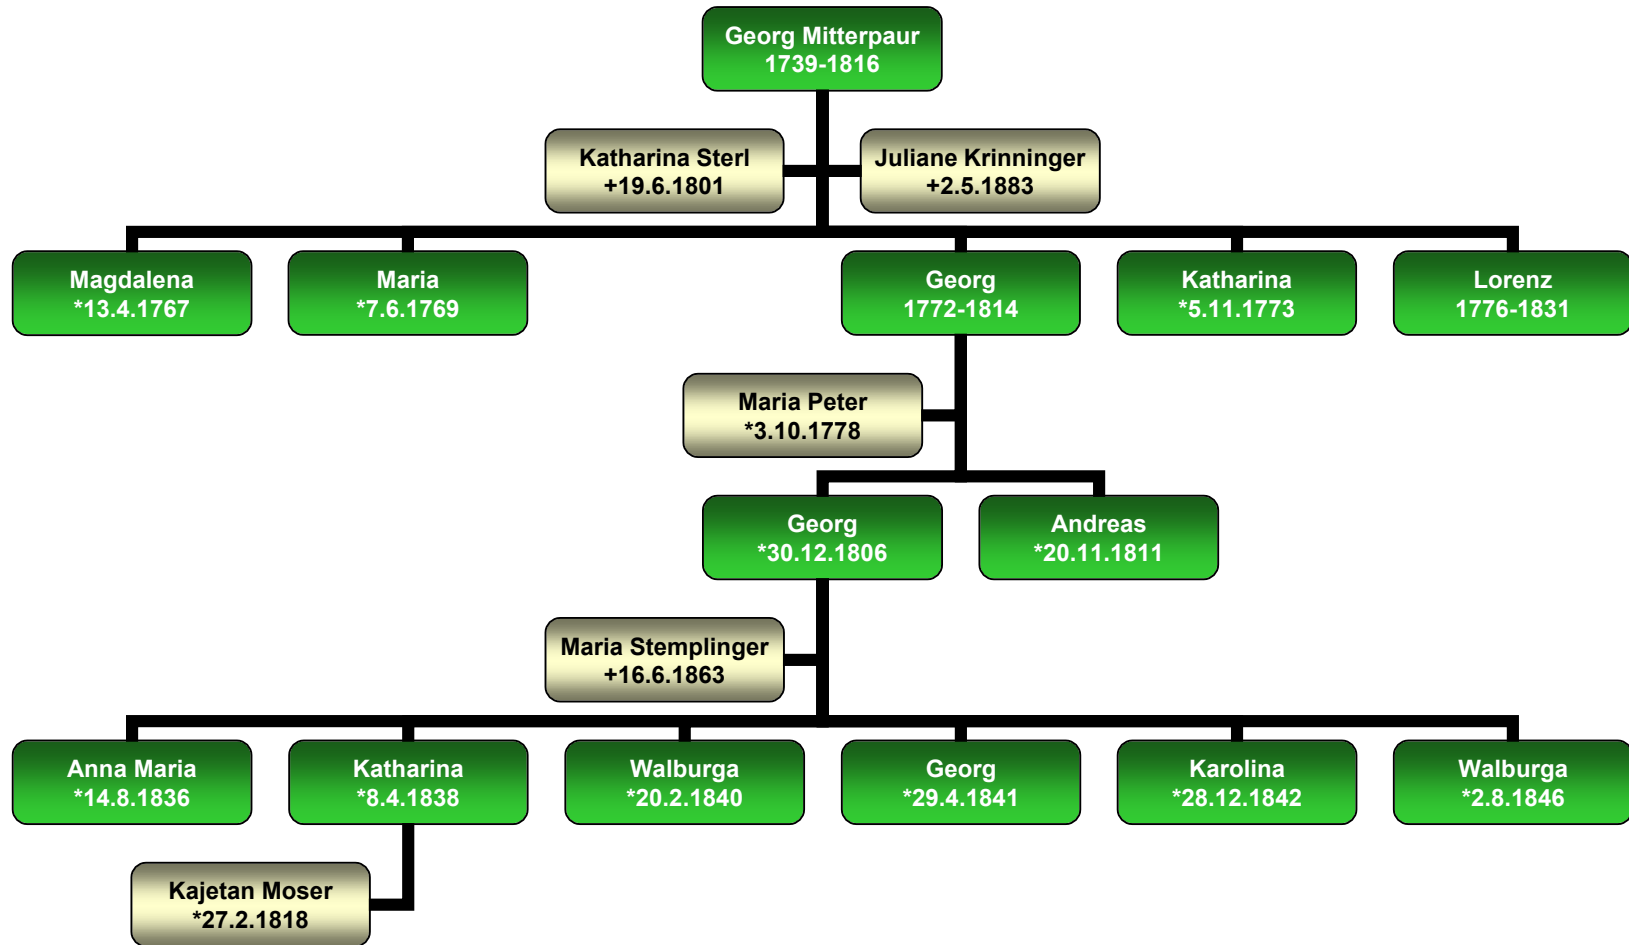 Georg Mitterpaur
1739-1816
Katharina Sterl
+19.6.1801
Juliane Krinninger
+2.5.1883
Magdalena
*13.4.1767
Maria
*7.6.1769
Georg
1772-1814
Katharina
*5.11.1773
Lorenz
1776-1831
Maria Peter
*3.10.1778
Georg
*30.12.1806
Andreas
*20.11.1811
Maria Stemplinger
+16.6.1863
Anna Maria
*14.8.1836
Katharina
*8.4.1838
Walburga
*20.2.1840
Georg
*29.4.1841
Karolina
*28.12.1842
Walburga
*2.8.1846
Kajetan Moser
*27.2.1818